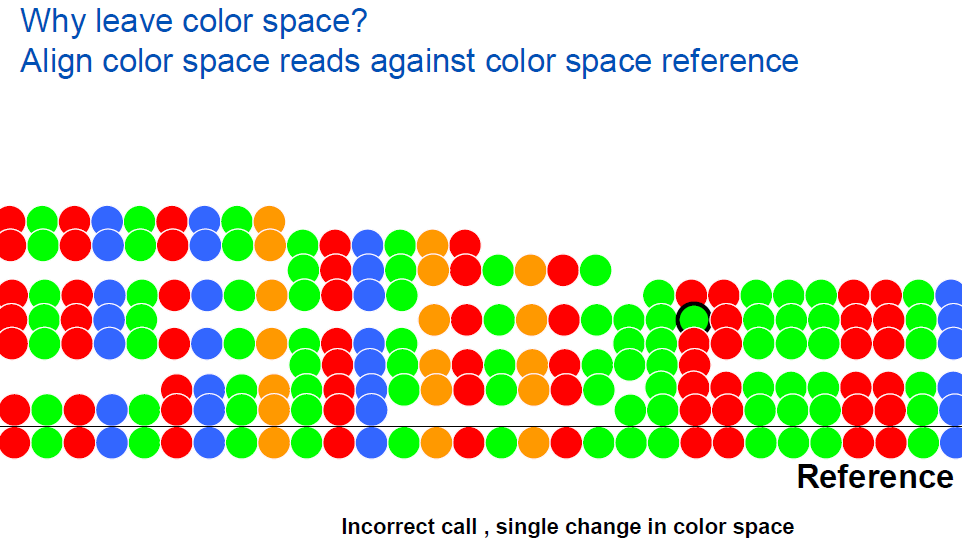 Why leave color space?
Align color space reads against color space reference
Reference
Incorrect call , single change in color space